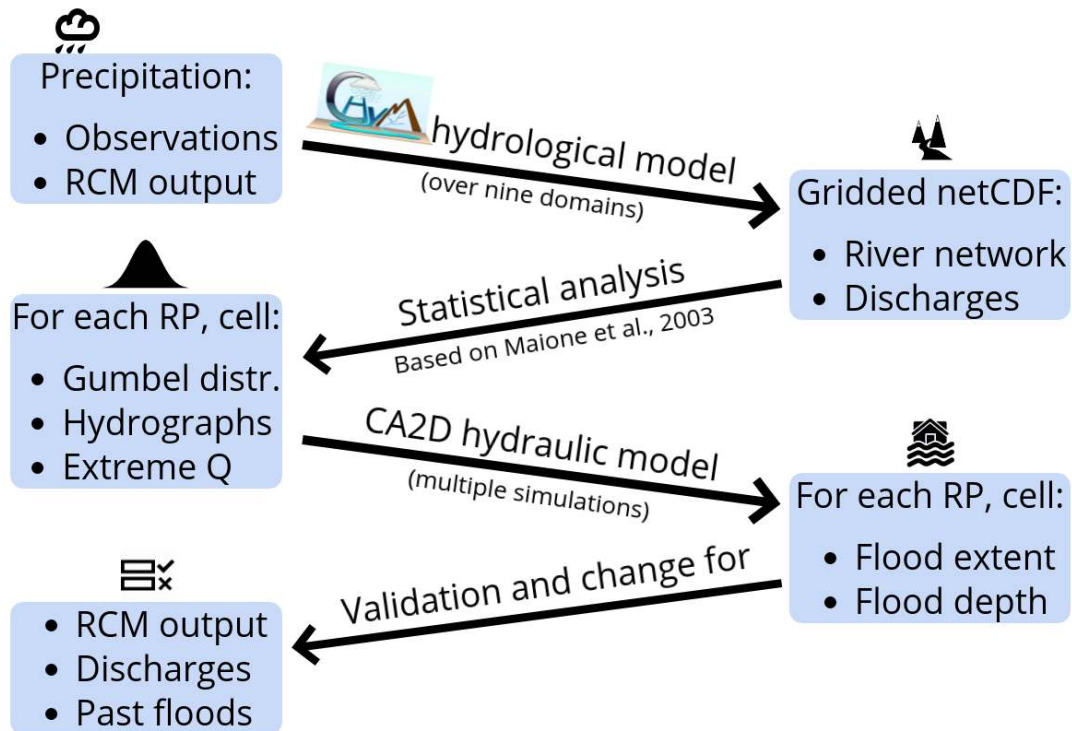 Precipitation:
• Observations
• RCM output
CHyM
hydrological model
(over nine domains)
Gridded netCDF:
• River network
• Discharges
Statistical analysis
Based on Maione et al., 2003
For each RP, cell:
• Gumbel distr.
• Hydrographs
• Extreme Q
CA2D hydraulic model
(multiple simulations)
For each RP, cell:
• Flood extent
• Flood depth
Validation and change for
• RCM output
• Discharges
• Past floods